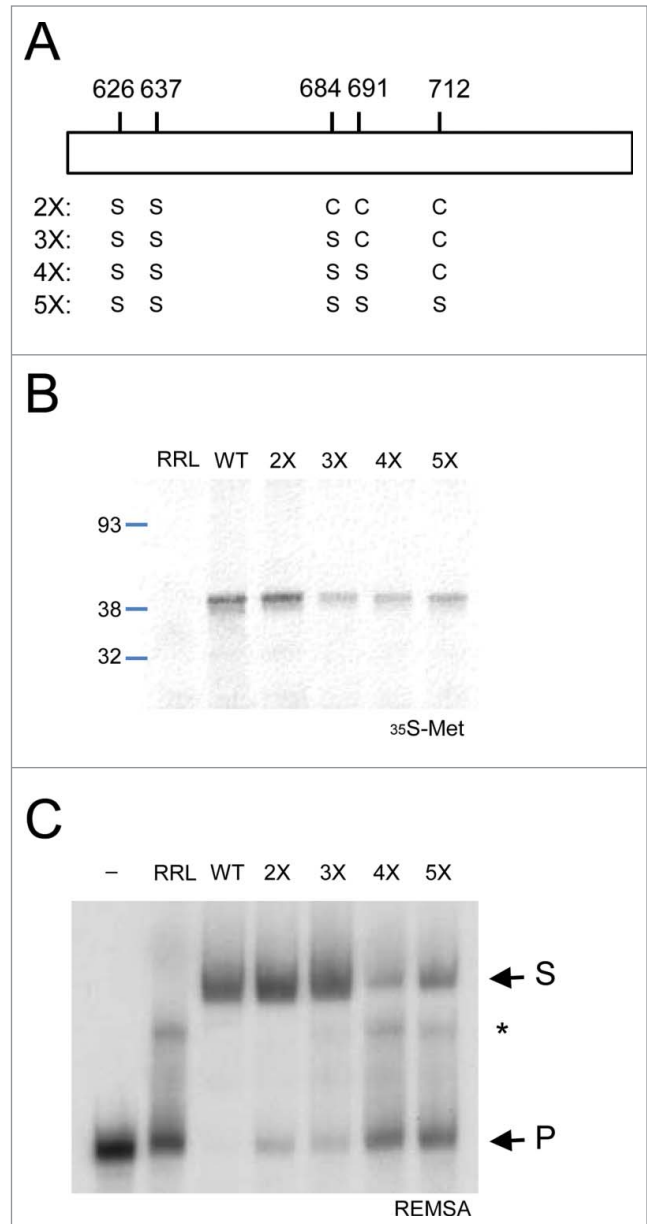 A
626 637 684 691 712
2X: S S C C C
3X: S S S C C
4X: S S S S C
5X: S S S S S
B
RRL WT 2X 3X 4X 5X
93
38
32
35S-Met
C
– RRL WT 2X 3X 4X 5X
S
*
P
REMSA